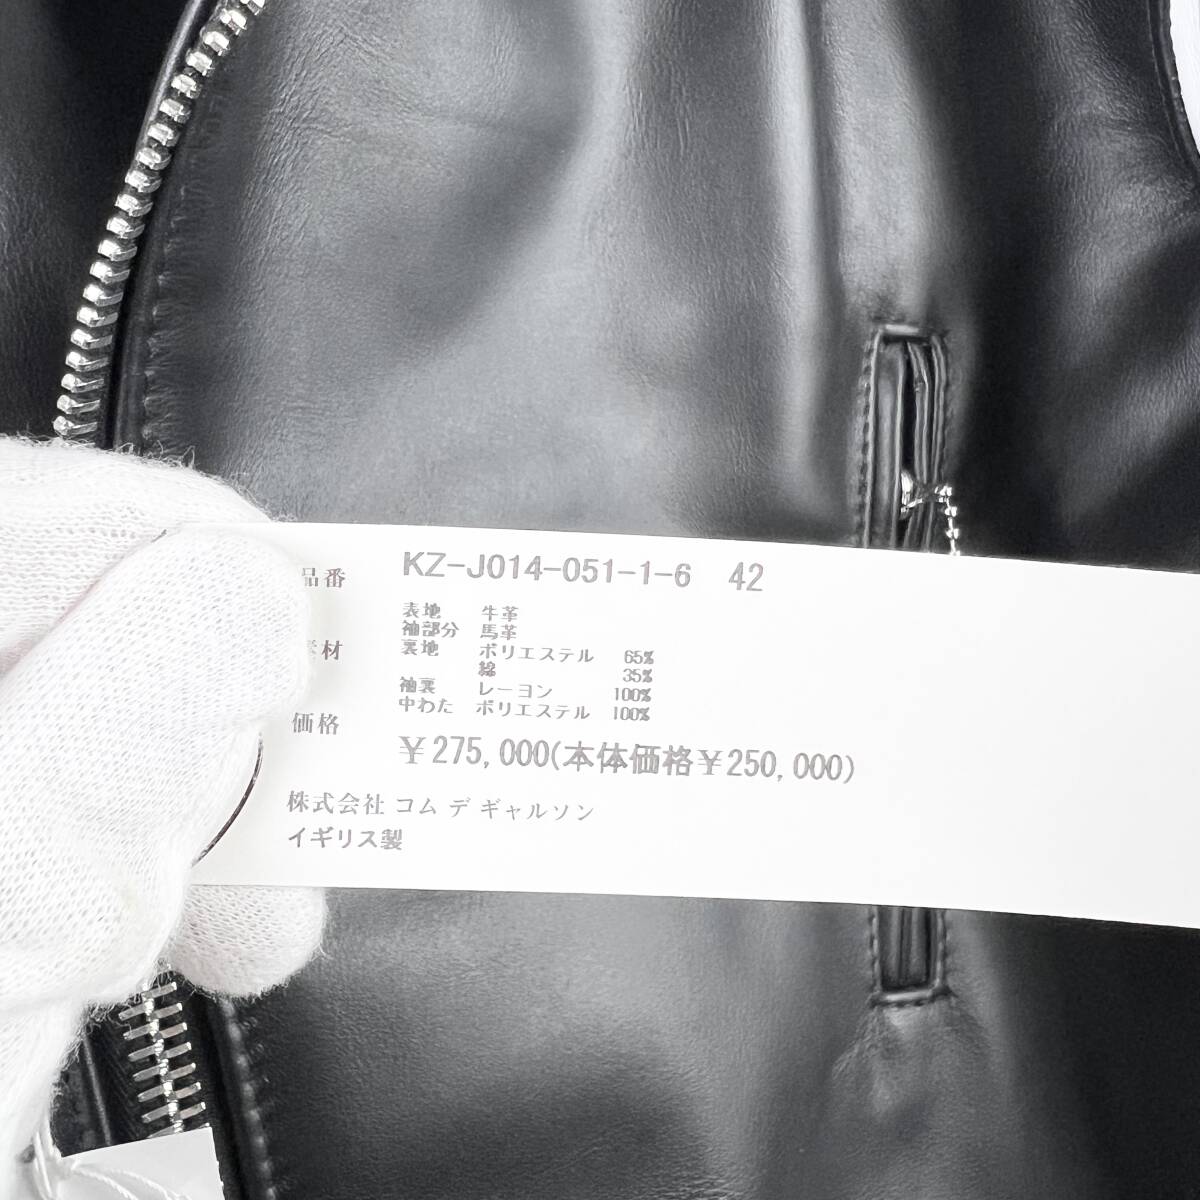 品番 KZ-J014-051-1-6 42
表地 牛革
袖部分 馬革
材 裏地 ポリエステル 65%
綿 35%
袖裏 レーヨン 100%
中わた ポリエステル 100%
価格
¥275,000(本体価格¥250,000)
株式会社 コム デ ギャルソン
イギリス製